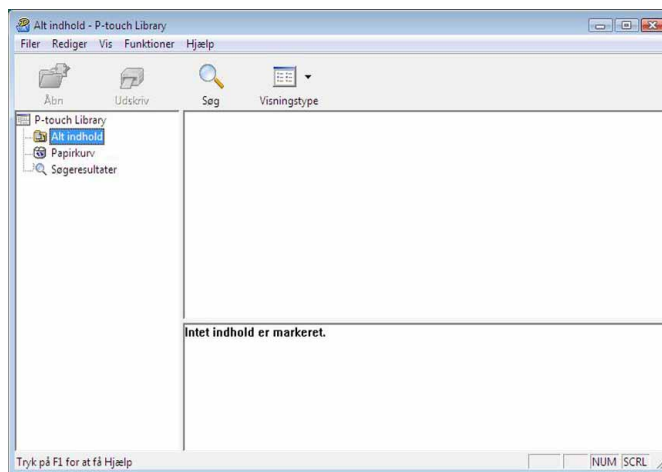 Alt indhold - P-touch Library
Filer Rediger Vis Funktioner Hjælp
Åbn Udskriv Søg Visningstype
P-touch Library
Alt indhold
Papirkurv
Søgeresultater
Intet indhold er markeret.
Tryk på F1 for at få Hjælp NUM SCRL